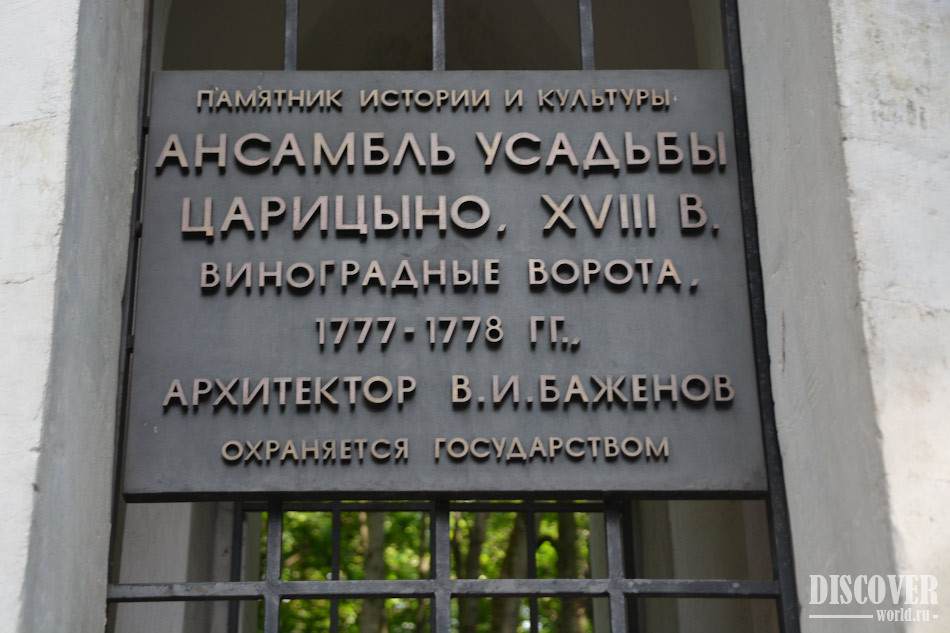 ПАМЯТНИК ИСТОРИИ И КУЛЬТУРЫ
АНСАМБЛЬ УСАДЬБЫ
ЦАРИЦЫНО, XVIII В.
ВИНОГРАДНЫЕ ВОРОТА,
1777-1778 ГГ.,
АРХИТЕКТОР В.И.БАЖЕНОВ
ОХРАНЯЕТСЯ ГОСУДАРСТВОМ
DISCOVER
world.ru